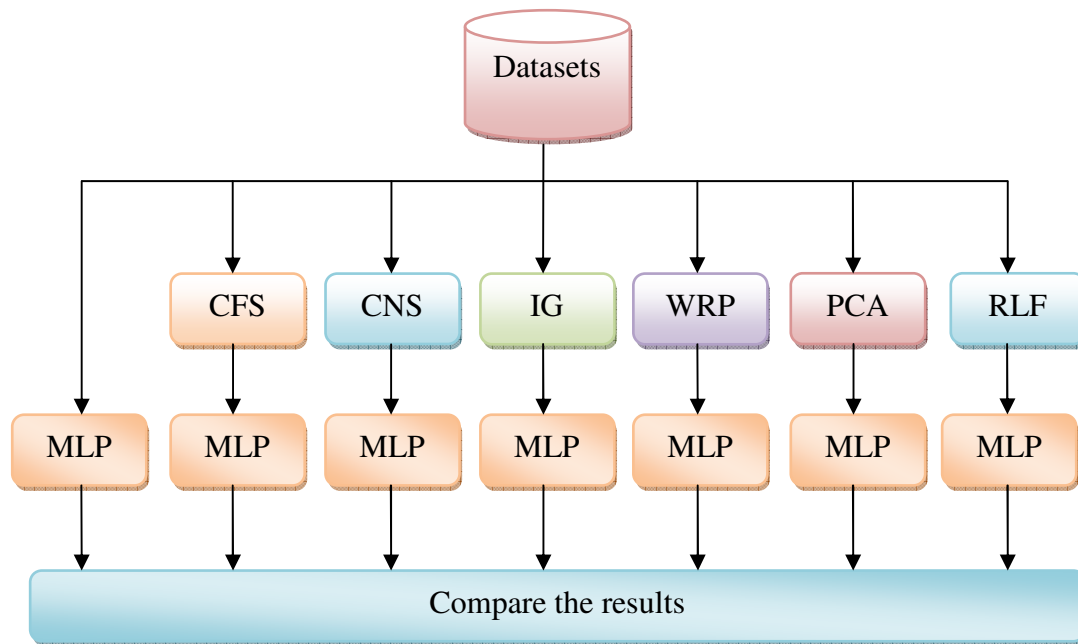 Datasets
CFS
CNS
IG
WRP
PCA
RLF
MLP
MLP
MLP
MLP
MLP
MLP
MLP
Compare the results